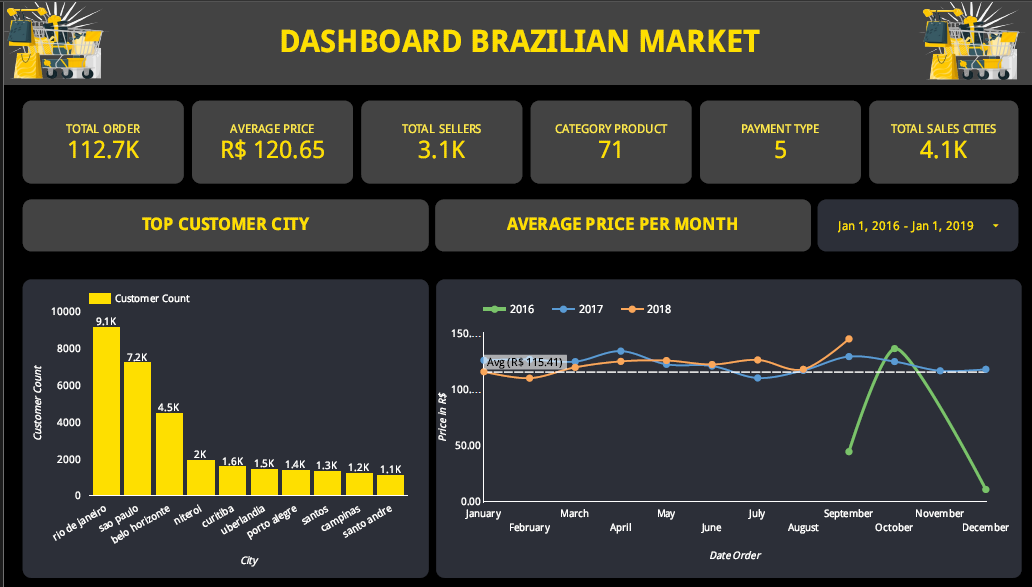 DASHBOARD BRAZILIAN MARKET
TOTAL ORDER
112.7K
AVERAGE PRICE
R$ 120.65
TOTAL SELLERS
3.1K
CATEGORY PRODUCT
71
PAYMENT TYPE
5
TOTAL SALES CITIES
4.1K
TOP CUSTOMER CITY
AVERAGE PRICE PER MONTH
Jan 1, 2016 - Jan 1, 2019
Customer Count
10000
8000
6000
4000
2000
0
Customer Count
9.1K
7.2K
4.5K
2K
1.6K
1.5K
1.4K
1.3K
1.2K
1.1K
rio de janeiro
sao paulo
belo horizonte
niteroi
curitiba
uberlandia
porto alegre
santos
campinas
santo andre
City
2016
2017
2018
150....
100....
50.00
0.00
Price in R$
Avg (R$ 115.41)
January
February
March
April
May
June
July
August
September
October
November
December
Date Order